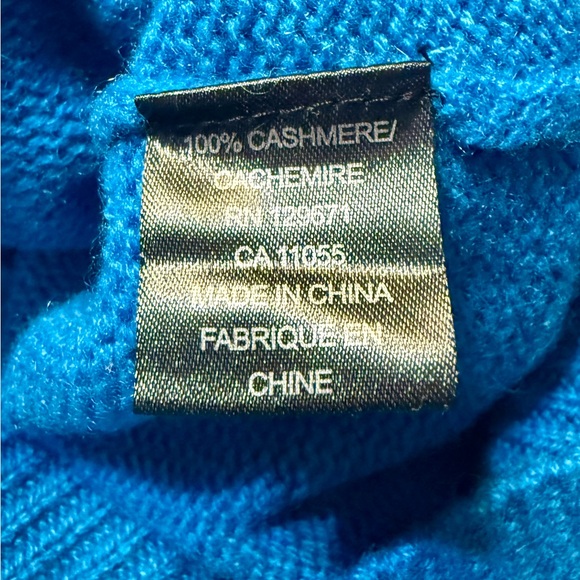 100% CASHMERE/
CACHEMIRE
RN 129671
CA 11055
MADE IN CHINA
FABRIQUE EN
CHINE